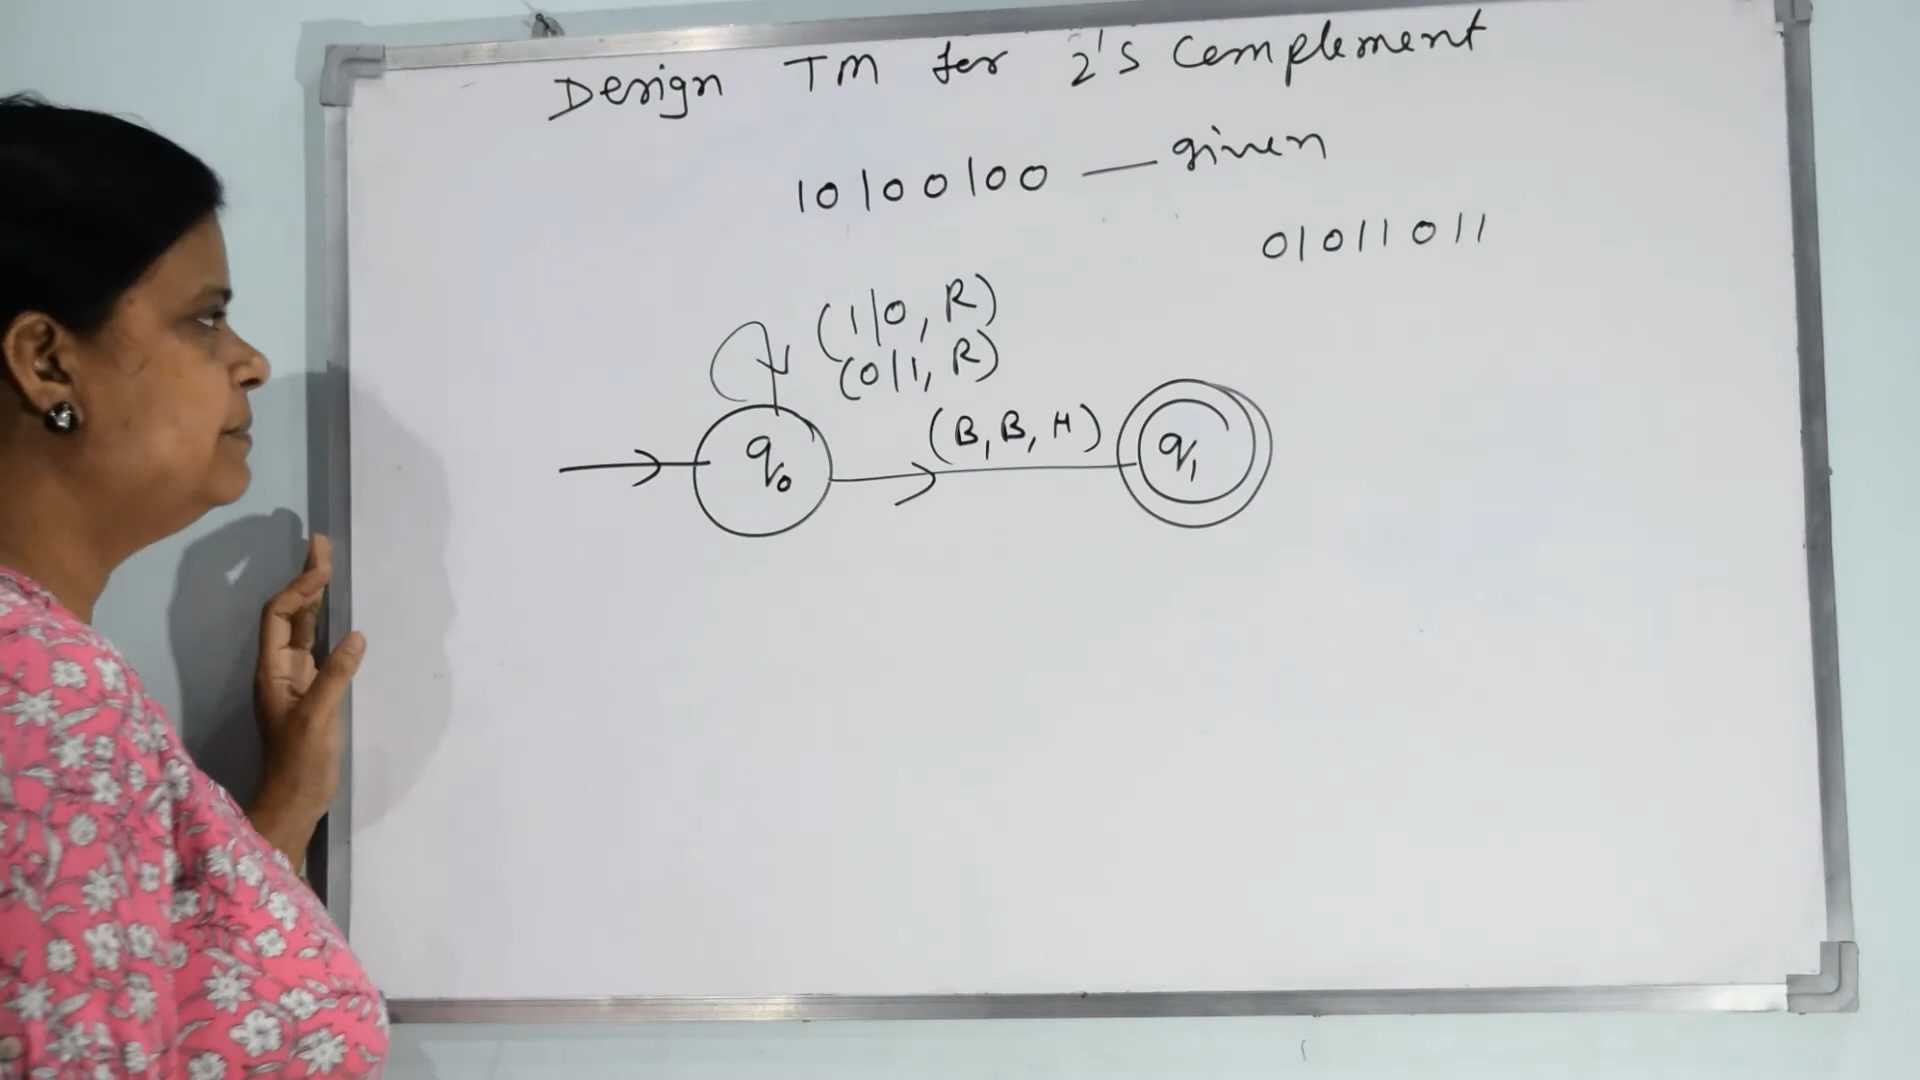 Design TM for 2's Complement
10100100 — given
01011011
(1/0, R)
(0/1, R)
(B, B, H)
q0
q1